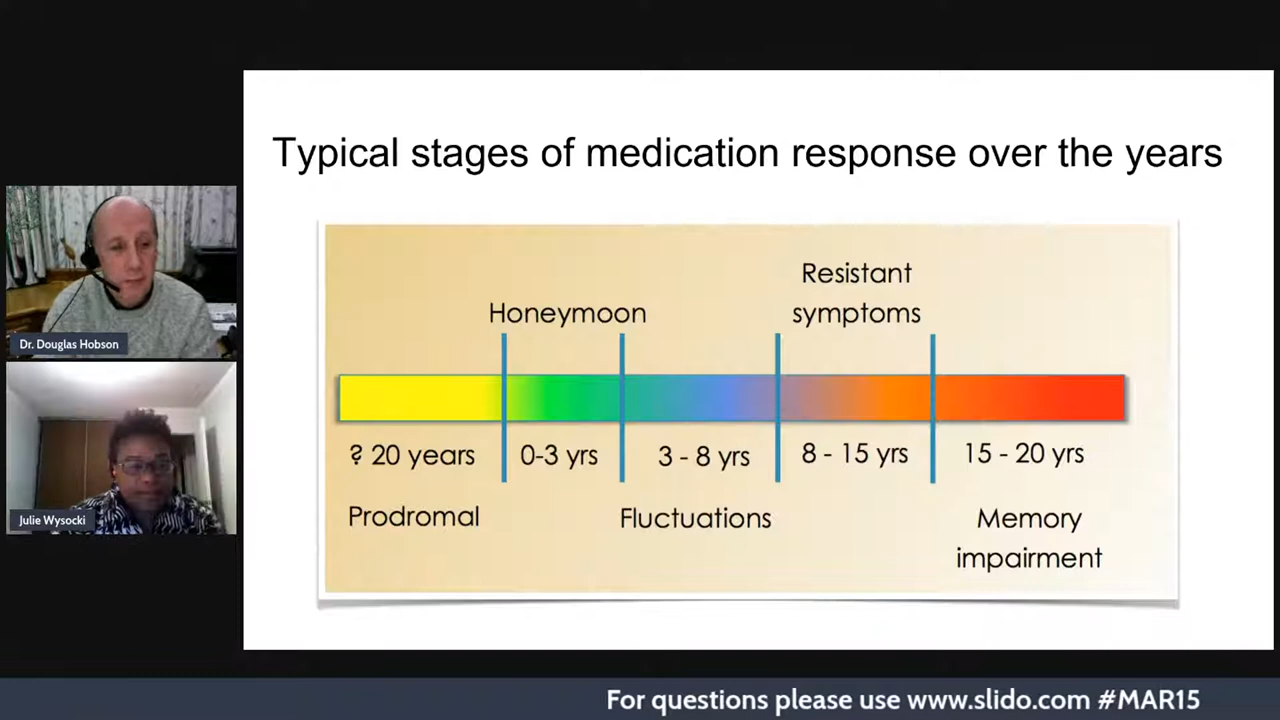 Typical stages of medication response over the years
Resistant
symptoms
Honeymoon
? 20 years
0-3 yrs
3 - 8 yrs
8 - 15 yrs
15 - 20 yrs
Prodromal
Fluctuations
Memory
impairment
Dr. Douglas Hobson
Julie Wysocki
For questions please use www.slido.com #MAR15